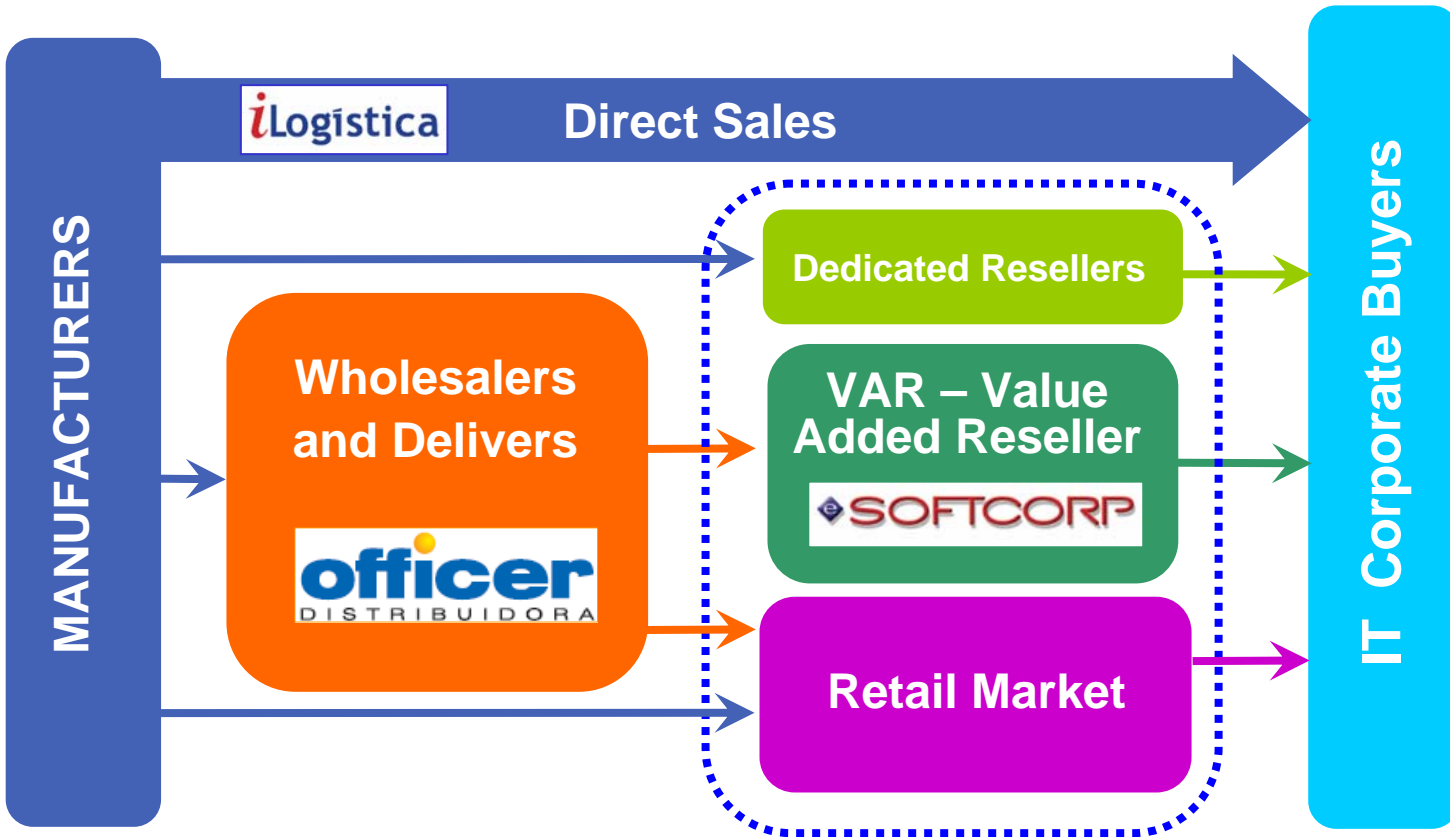 MANUFACTURERS
iLogística
Direct Sales
Dedicated Resellers
Wholesalers
and Delivers
officer
DISTRIBUIDORA
VAR – Value
Added Reseller
e SOFTCORP
Retail Market
IT Corporate Buyers